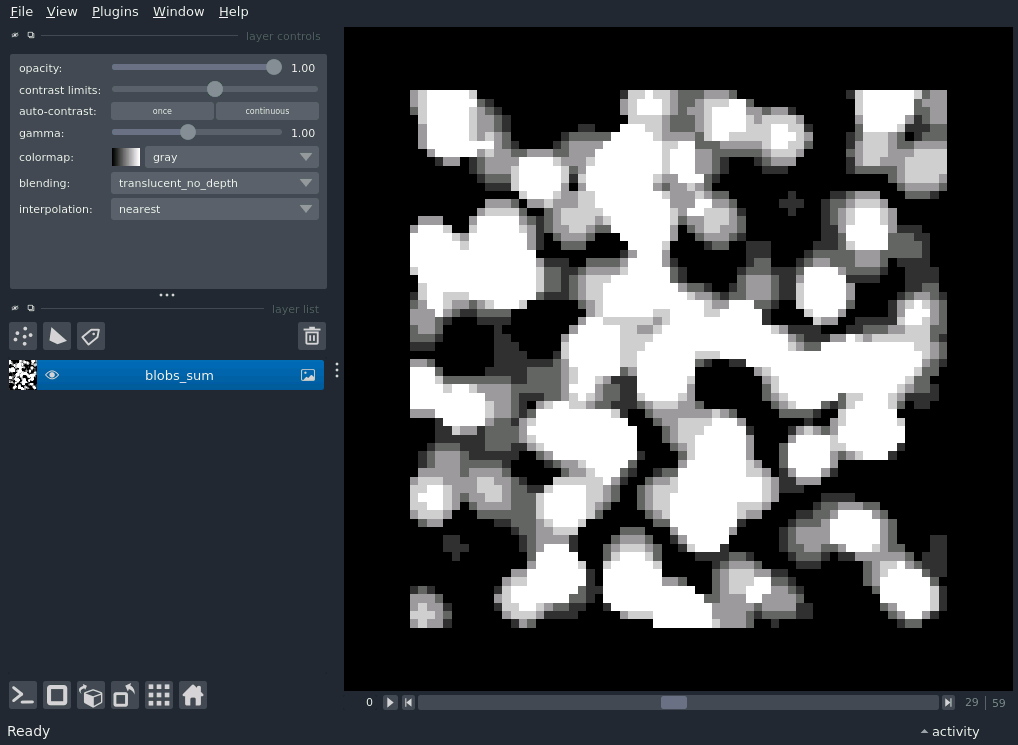 File View Plugins Window Help
layer controls
opacity: 1.00
contrast limits:
auto-contrast: once continuous
gamma: 1.00
colormap: gray
blending: translucent_no_depth
interpolation: nearest
layer list
blobs_sum
0 29 | 59
Ready activity